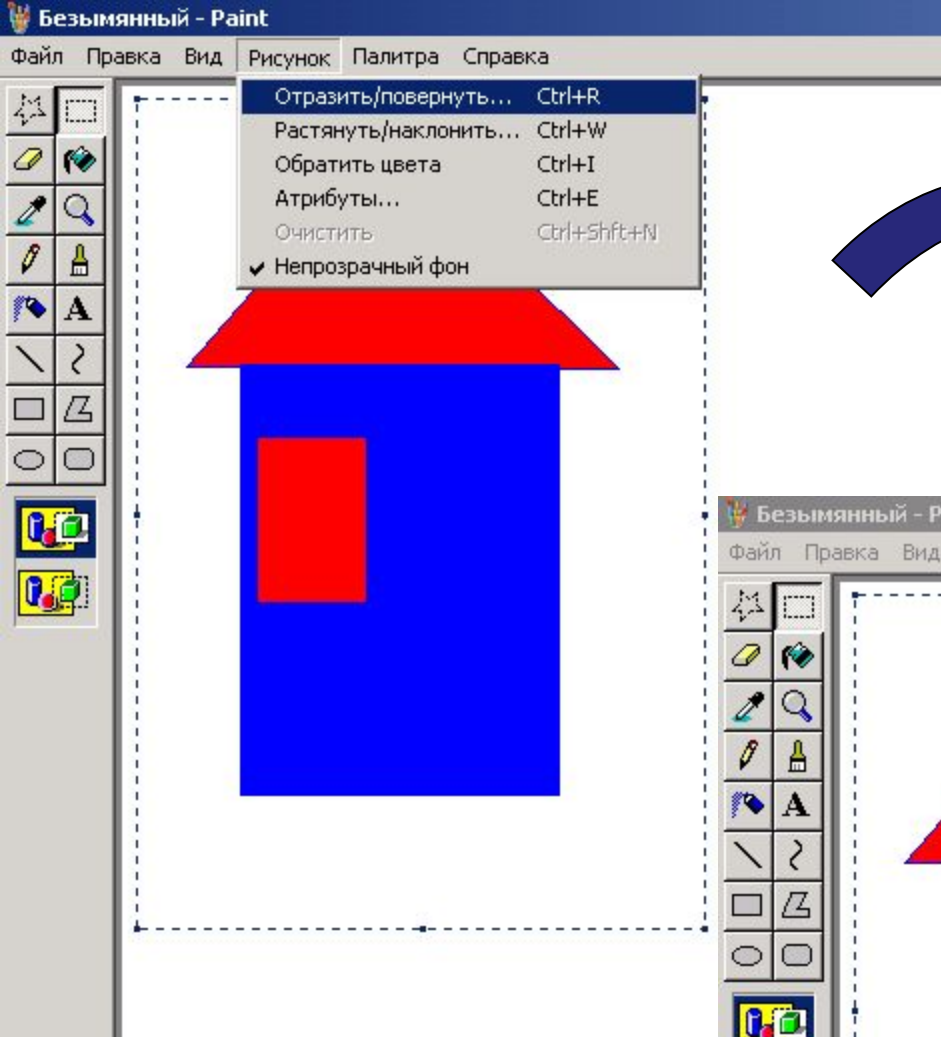 Безымянный - Paint
Файл Правка Вид Рисунок Палитра Справка
Отразить/повернуть... Ctrl+R
Растянуть/наклонить... Ctrl+W
Обратить цвета Ctrl+I
Атрибуты... Ctrl+E
Очистить Ctrl+Shft+N
Непрозрачный фон
A
Безымянный - P
Файл Правка Вид
A